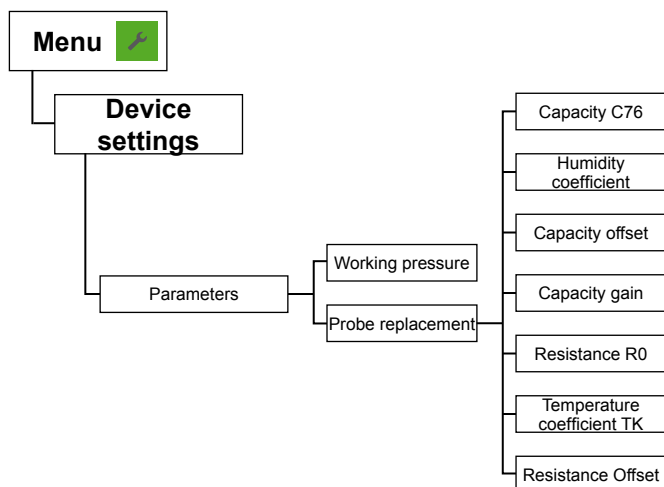 Menu
Device
settings
Parameters
Working pressure
Probe replacement
Capacity C76
Humidity
coefficient
Capacity offset
Capacity gain
Resistance R0
Temperature
coefficient TK
Resistance Offset